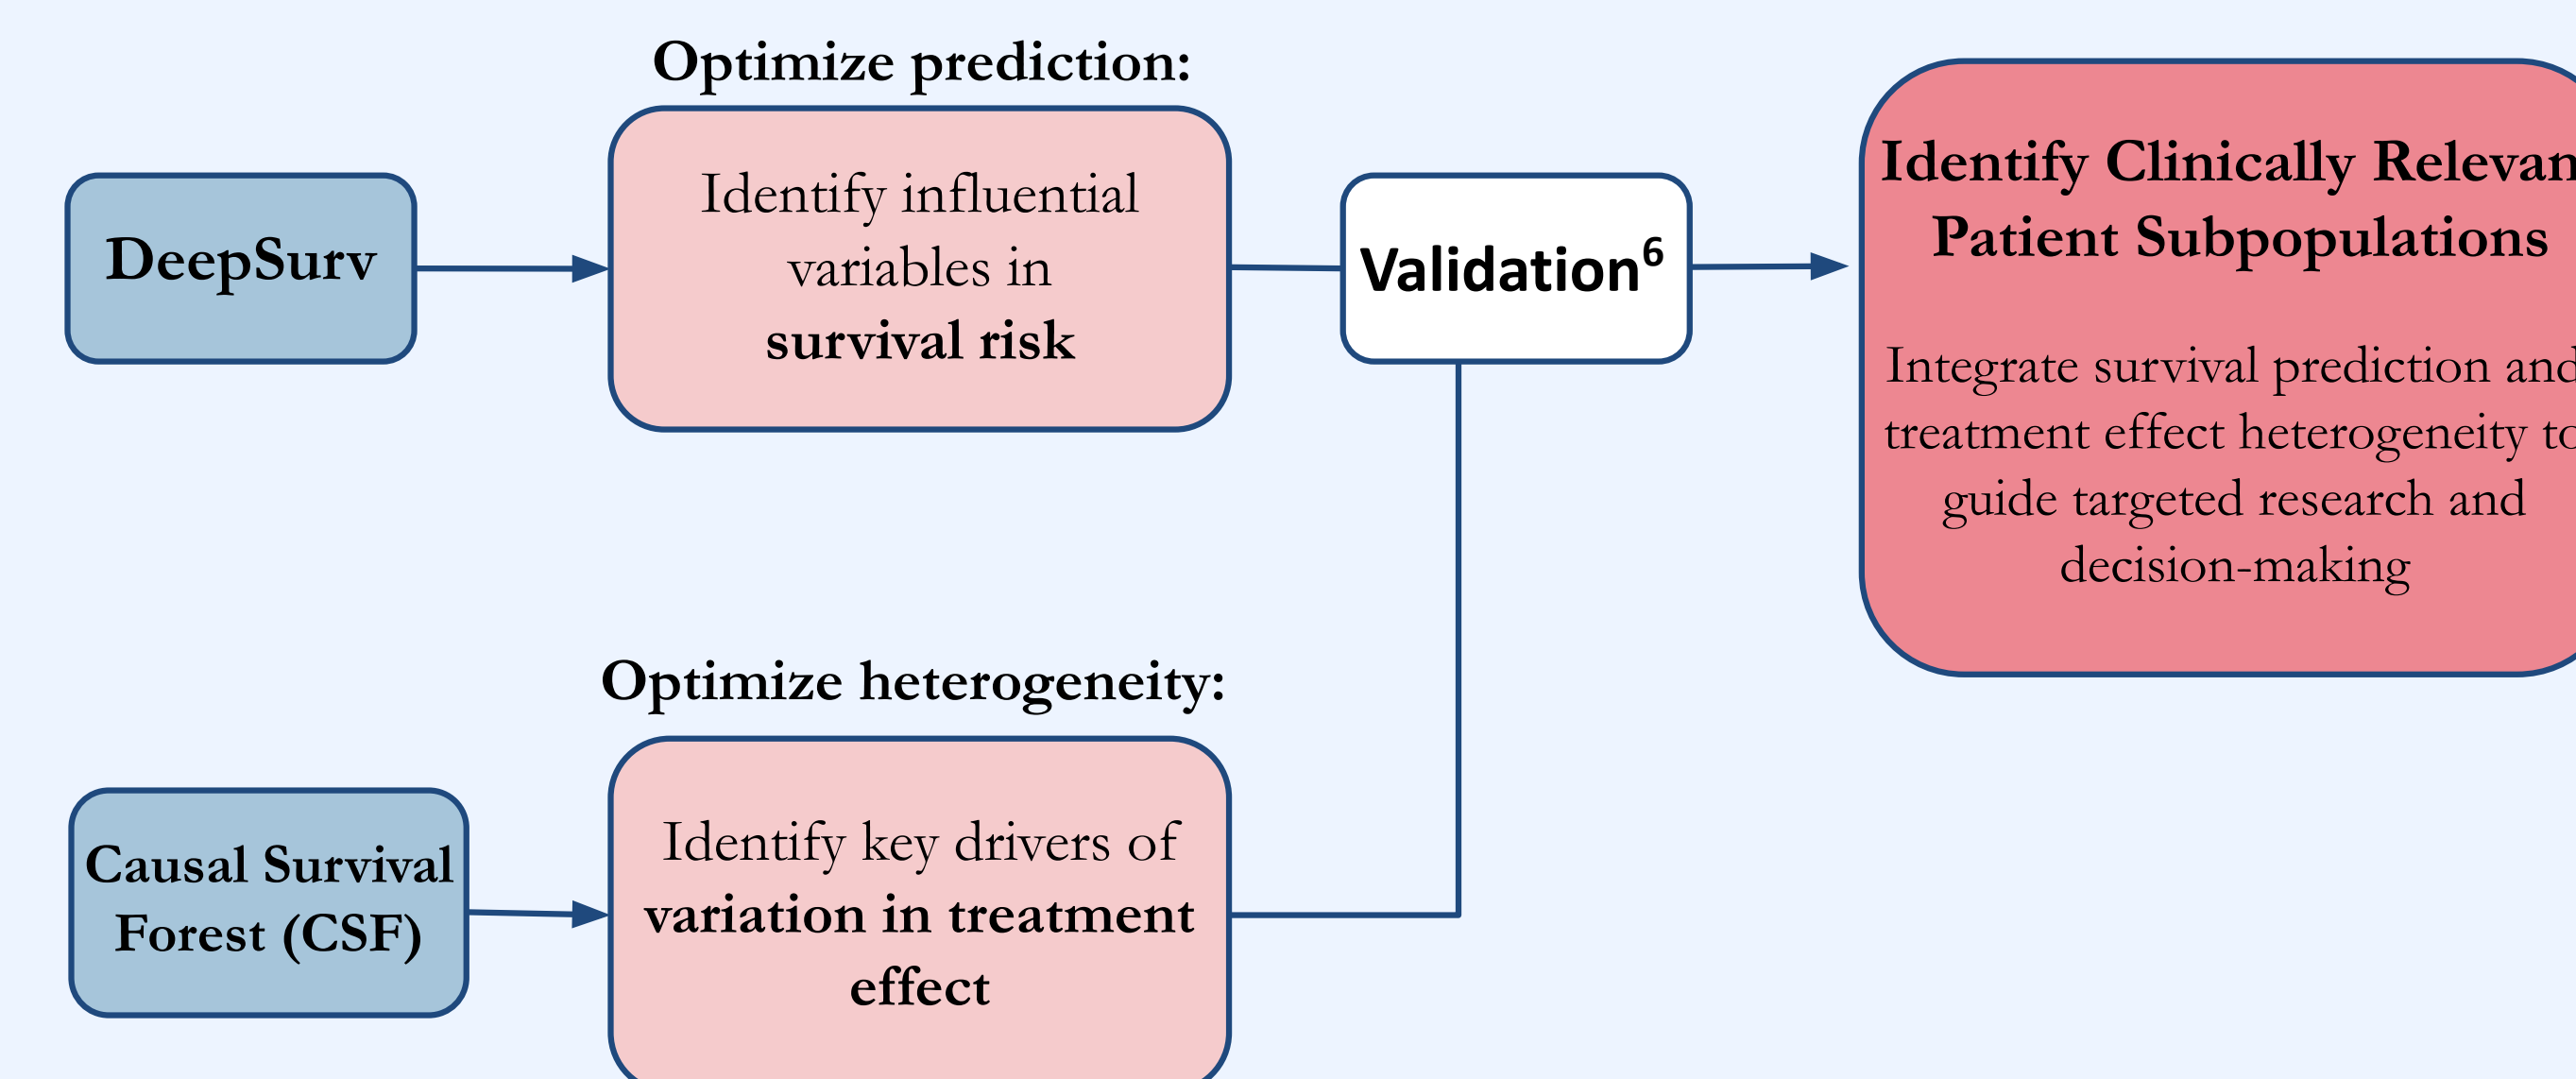 Optimize prediction:
DeepSurv
Identify influential
variables in
survival risk
Validation⁶
Identify Clinically Relevan
Patient Subpopulations
Integrate survival prediction and
treatment effect heterogeneity to
guide targeted research and
decision-making
Optimize heterogeneity:
Causal Survival
Forest (CSF)
Identify key drivers of
variation in treatment
effect